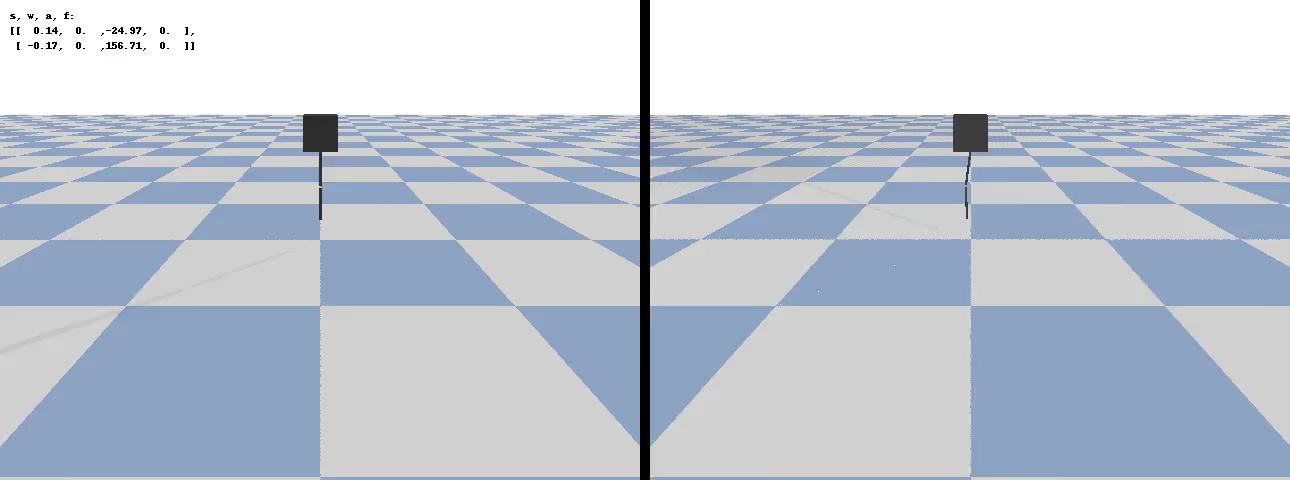 s, w, a, f:
[[ 0.14, 0. ,-24.97, 0. ],
[ -0.17, 0. ,156.71, 0. ]]